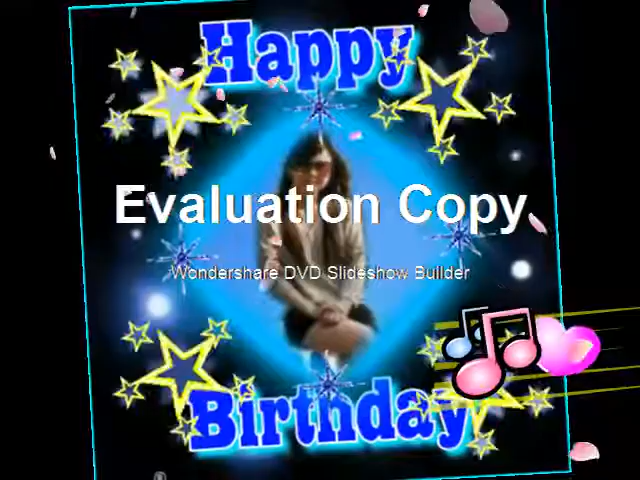 Happy
Evaluation Copy
Wondershare DVD Slideshow Builder
Birthday